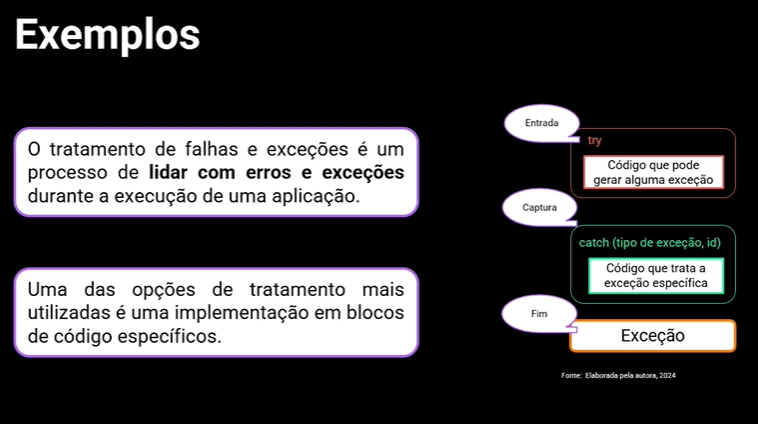 Exemplos
O tratamento de falhas e exceções é um
processo de lidar com erros e exceções
durante a execução de uma aplicação.
Uma das opções de tratamento mais
utilizadas é uma implementação em blocos
de código específicos.
Entrada
try
Código que pode
gerar alguma exceção
Captura
catch (tipo de exceção, id)
Código que trata a
exceção específica
Fim
Exceção
Fonte: Elaborada pela autora, 2024